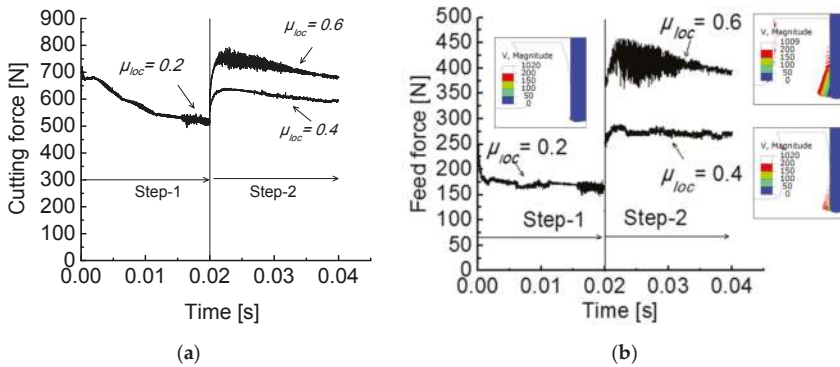 900
800
700
600
500
400
300
200
100
0
Cutting force [N]
μloc= 0.6
μloc= 0.2
μloc= 0.4
Step-1
Step-2
0.00
0.01
0.02
0.03
0.04
Time [s]
(a)
500
450
400
350
300
250
200
150
100
50
0
Feed force [N]
V, Magnitude
1020
200
150
100
50
0
μloc= 0.6
V, Magnitude
1009
200
150
100
50
0
V, Magnitude
1020
200
150
100
50
0
μloc= 0.2
μloc= 0.4
Step-1
Step-2
0.00
0.01
0.02
0.03
0.04
Time [s]
(b)